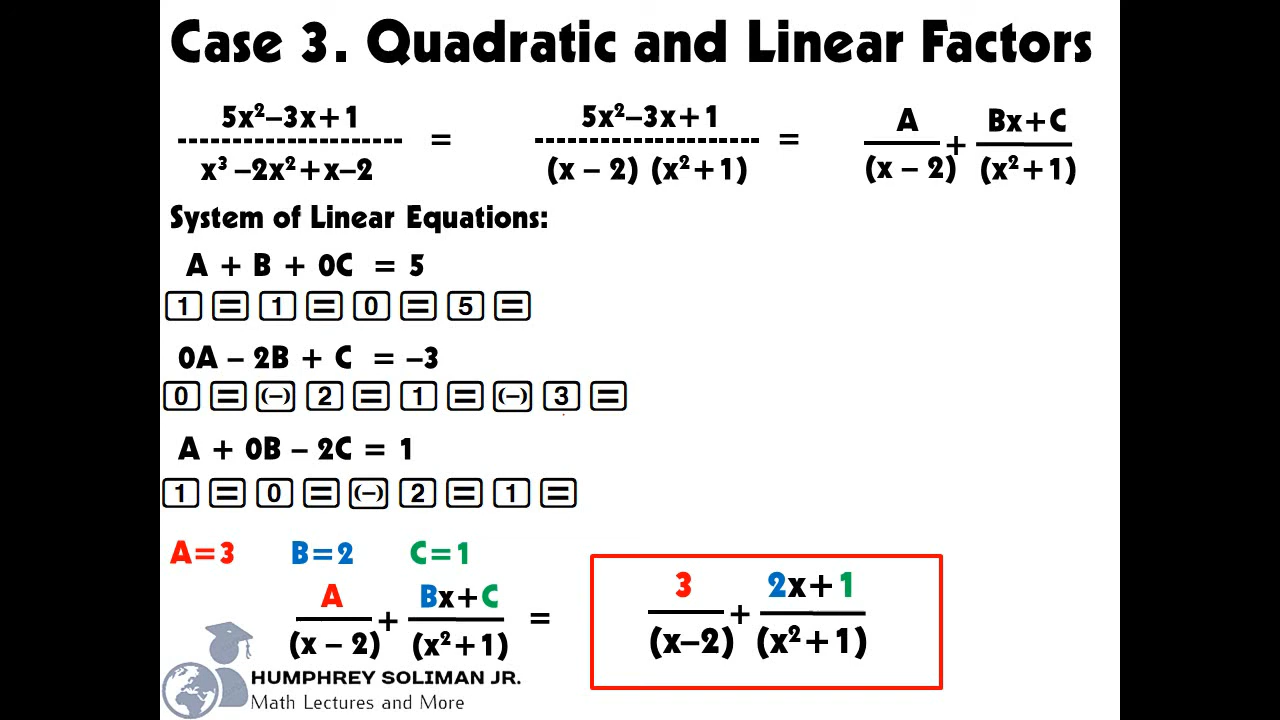 Case 3. Quadratic and Linear Factors
5x²–3x+1 5x²–3x+1 A Bx+C
--------------------- = --------------------- = ―― + ――
x³ –2x²+x–2 (x – 2) (x²+1) (x – 2) (x²+1)
System of Linear Equations:
A + B + 0C = 5
1 = 1 = 0 = 5 =
0A – 2B + C = –3
0 = (–) 2 = 1 = (–) 3 =
A + 0B – 2C = 1
1 = 0 = (–) 2 = 1 =
A=3 B=2 C=1
A Bx+C 3 2x+1
―― + ―― = ―― + ――
(x – 2) (x²+1) (x–2) (x²+1)
HUMPHREY SOLIMAN JR.
Math Lectures and More